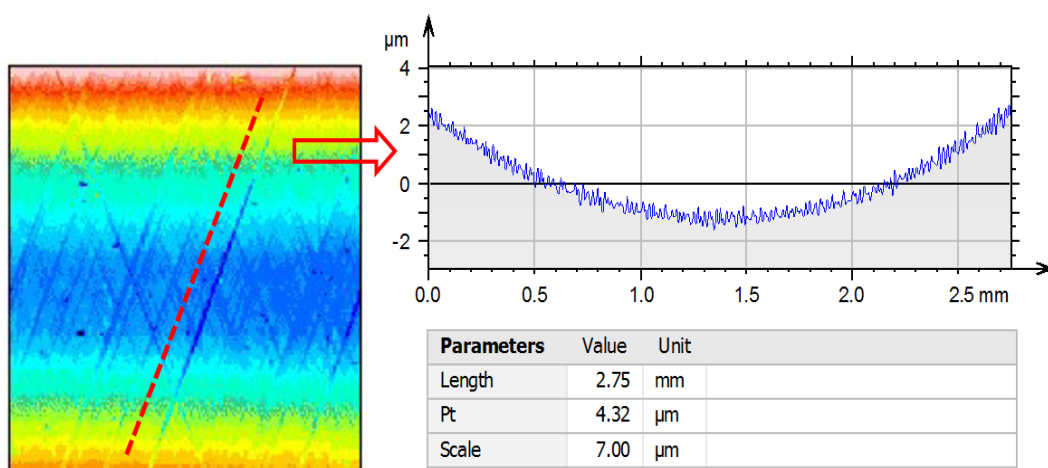 µm
4
2
0
-2
0.0 0.5 1.0 1.5 2.0 2.5 mm
Parameters Value Unit
Length 2.75 mm
Pt 4.32 µm
Scale 7.00 µm